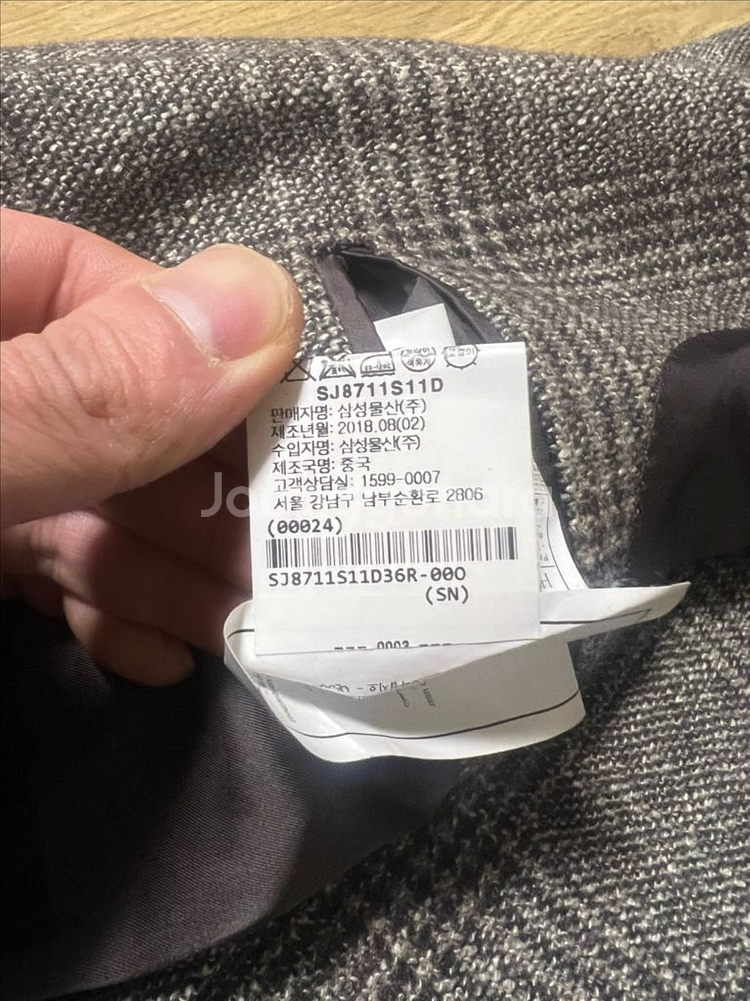 SJ8711S11D
판매자명: 삼성물산(주)
제조년월: 2018.08(02)
수입자명: 삼성물산(주)
제조국명: 중국
고객상담실: 1599-0007
서울 강남구 남부순환로 2806
(00024)
SJ8711S11D36R-00O
(SN)
--- 0003 ---